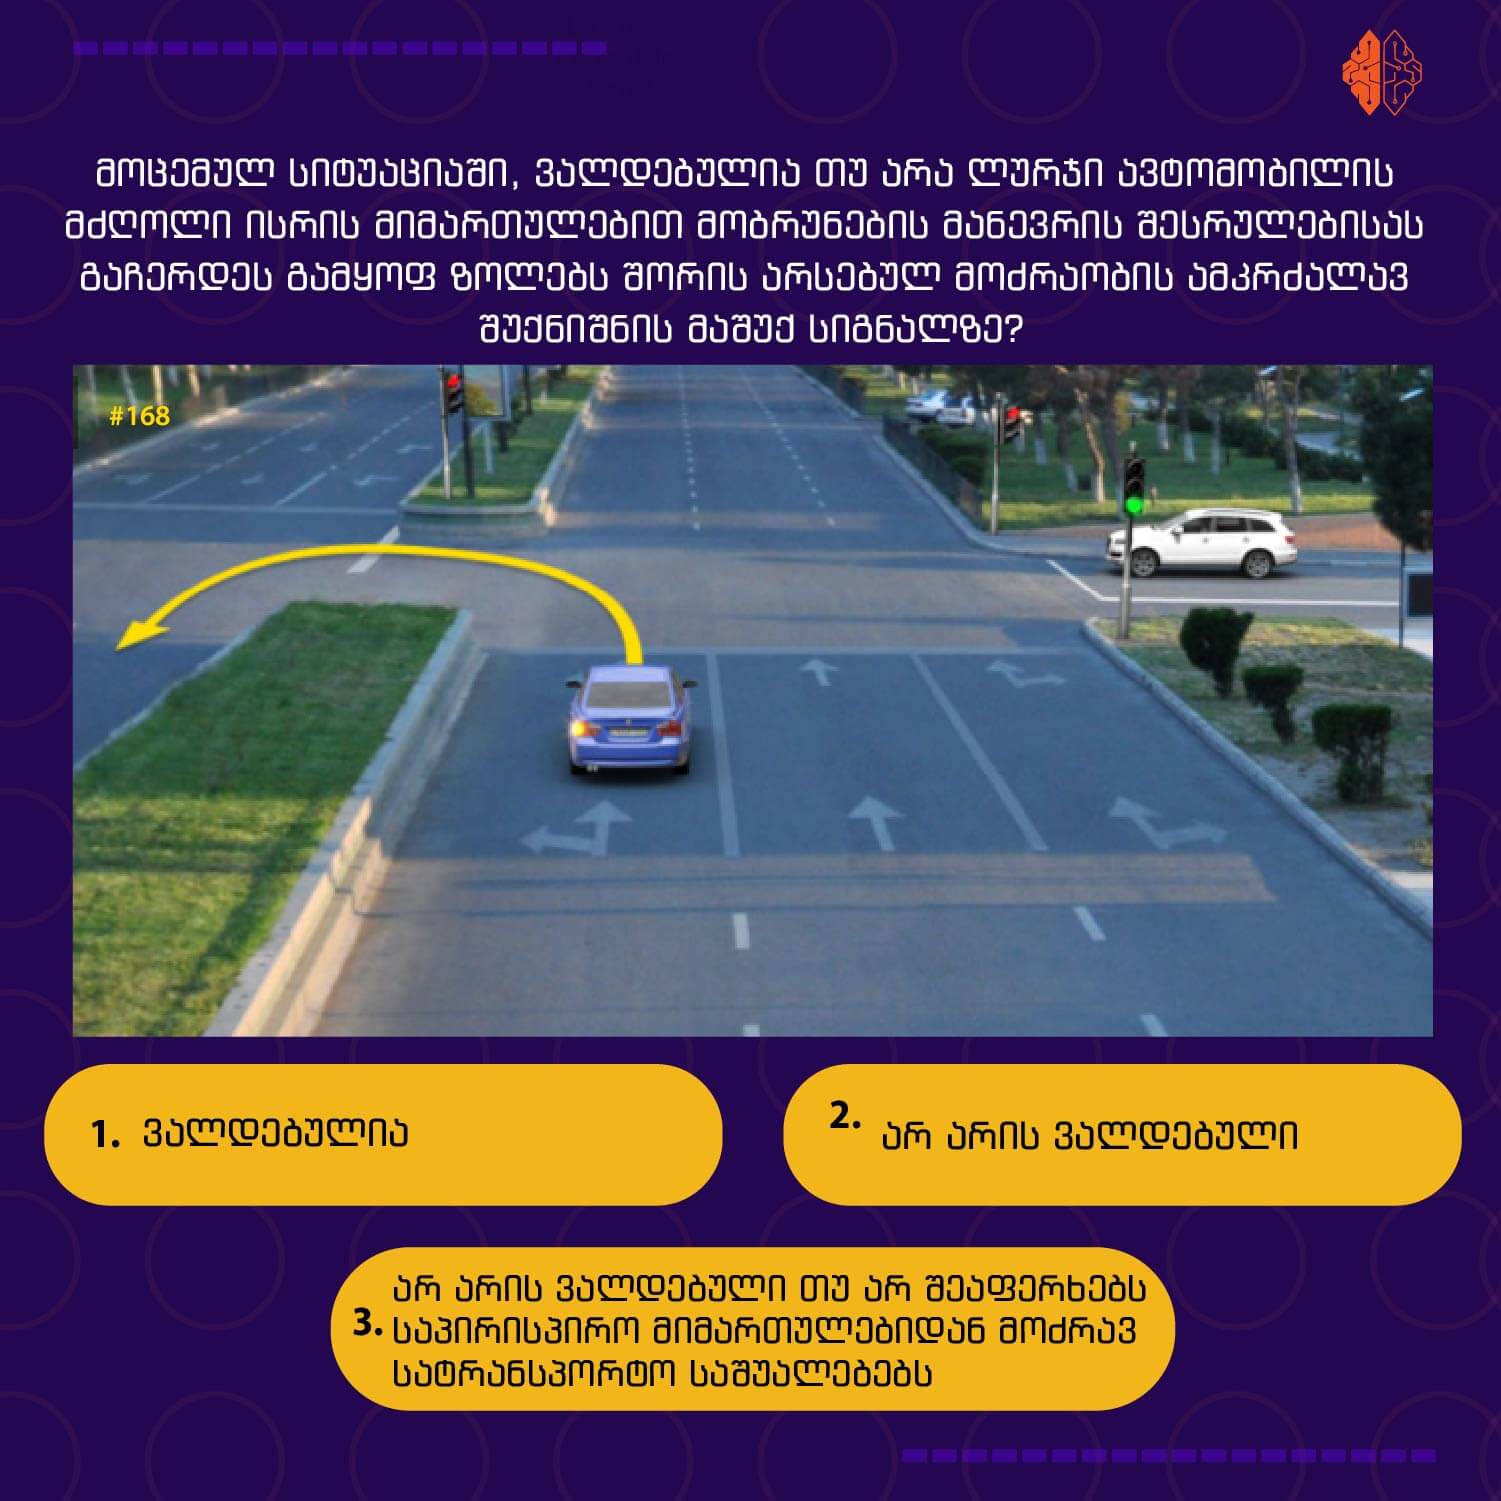 მოცემულ სიტუაციაში, ვალდებულია თუ არა ლურჯი ავტომობილის
მძღოლი ისრის მიმართულებით მობრუნების მანევრის შესრულებისას
გაჩერდეს გამყოფ ზოლებს შორის არსებულ მოძრაობის ამკრძალავ
შუქნიშნის მაშუქ სიგნალზე?
#168
1. ვალდებულია
2. არ არის ვალდებული
3. არ არის ვალდებული თუ არ შეაფერხებს
საპირისპირო მიმართულებიდან მოძრავ
სატრანსპორტო საშუალებებს